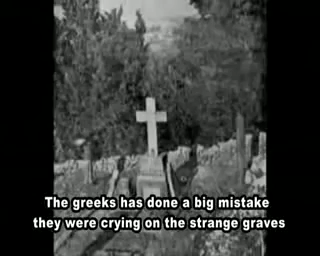 The greeks has done a big mistake
they were crying on the strange graves